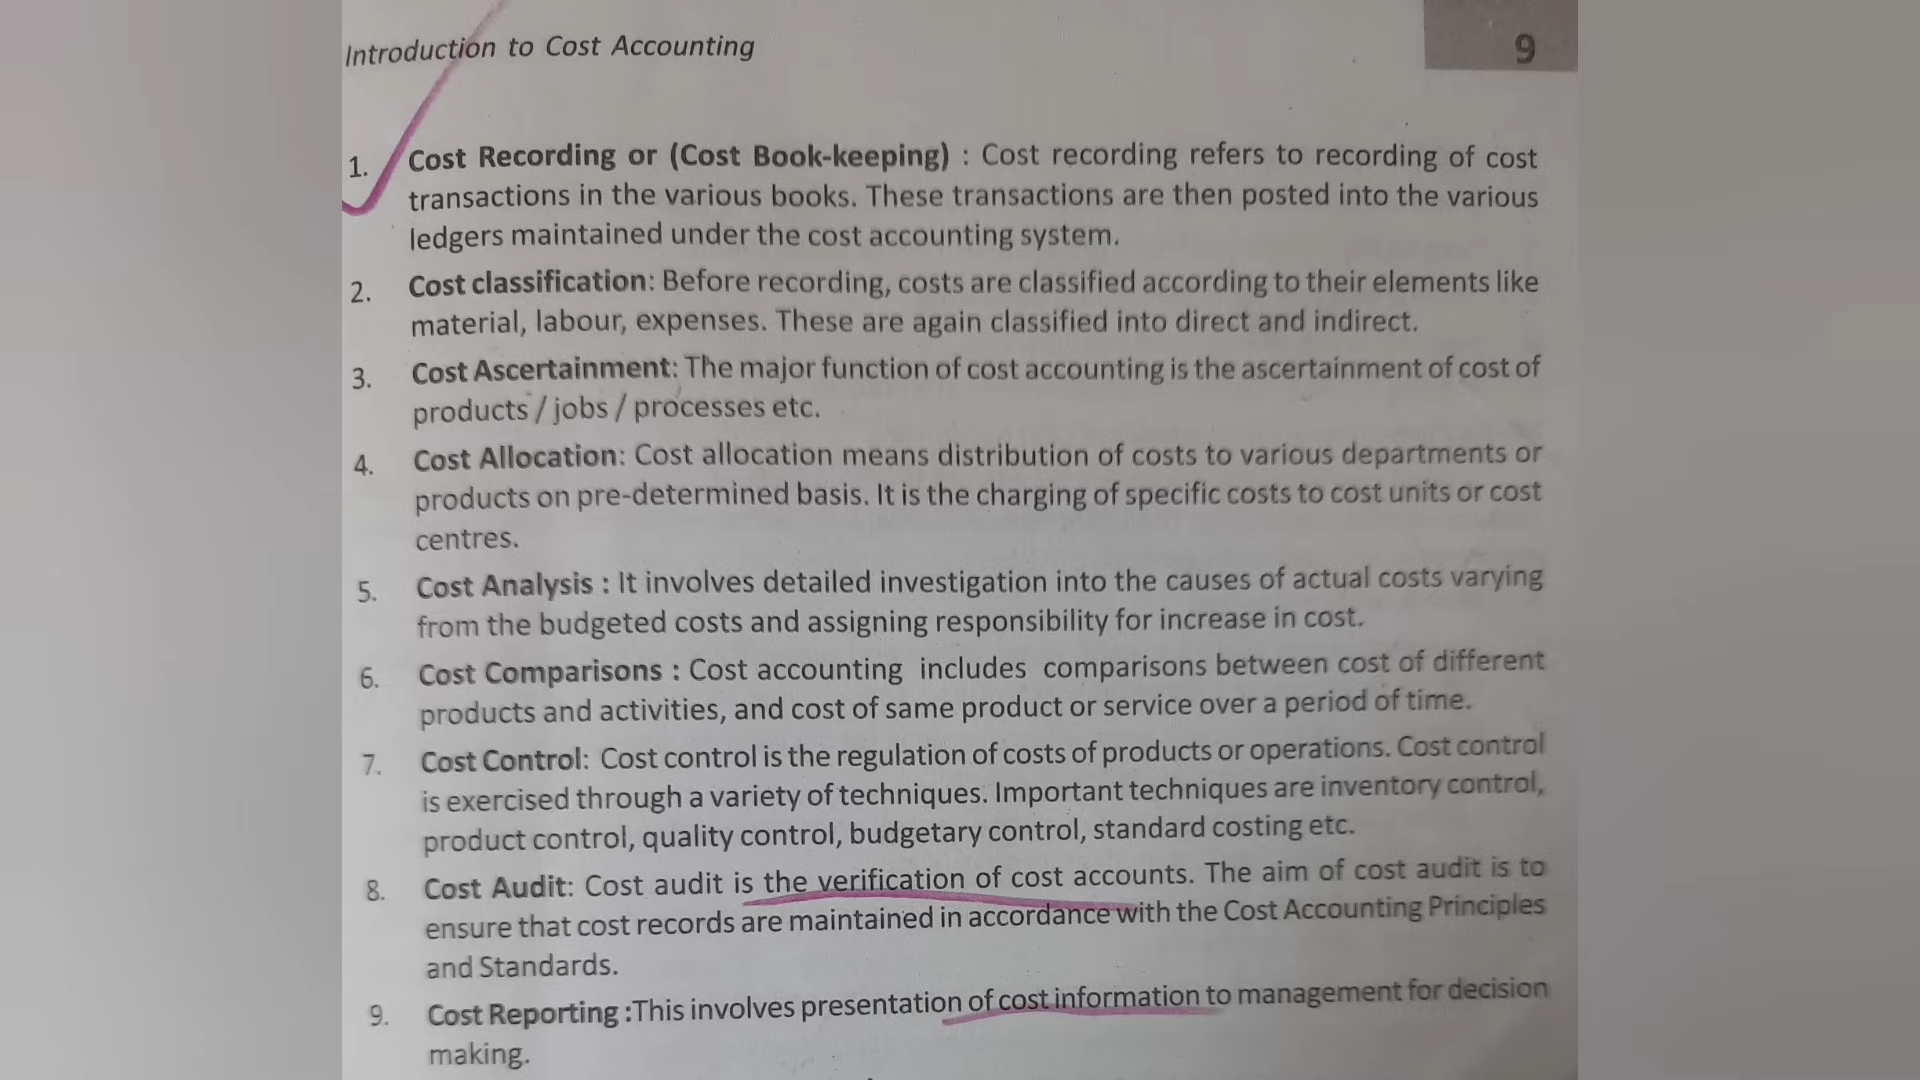 Introduction to Cost Accounting
9
1. Cost Recording or (Cost Book-keeping) : Cost recording refers to recording of cost
transactions in the various books. These transactions are then posted into the various
ledgers maintained under the cost accounting system.
2. Cost classification: Before recording, costs are classified according to their elements like
material, labour, expenses. These are again classified into direct and indirect.
3. Cost Ascertainment: The major function of cost accounting is the ascertainment of cost of
products / jobs / processes etc.
4. Cost Allocation: Cost allocation means distribution of costs to various departments or
products on pre-determined basis. It is the charging of specific costs to cost units or cost
centres.
5. Cost Analysis : It involves detailed investigation into the causes of actual costs varying
from the budgeted costs and assigning responsibility for increase in cost.
6. Cost Comparisons : Cost accounting includes comparisons between cost of different
products and activities, and cost of same product or service over a period of time.
7. Cost Control: Cost control is the regulation of costs of products or operations. Cost control
is exercised through a variety of techniques. Important techniques are inventory control,
product control, quality control, budgetary control, standard costing etc.
8. Cost Audit: Cost audit is the verification of cost accounts. The aim of cost audit is to
ensure that cost records are maintained in accordance with the Cost Accounting Principles
and Standards.
9. Cost Reporting :This involves presentation of cost information to management for decision
making.